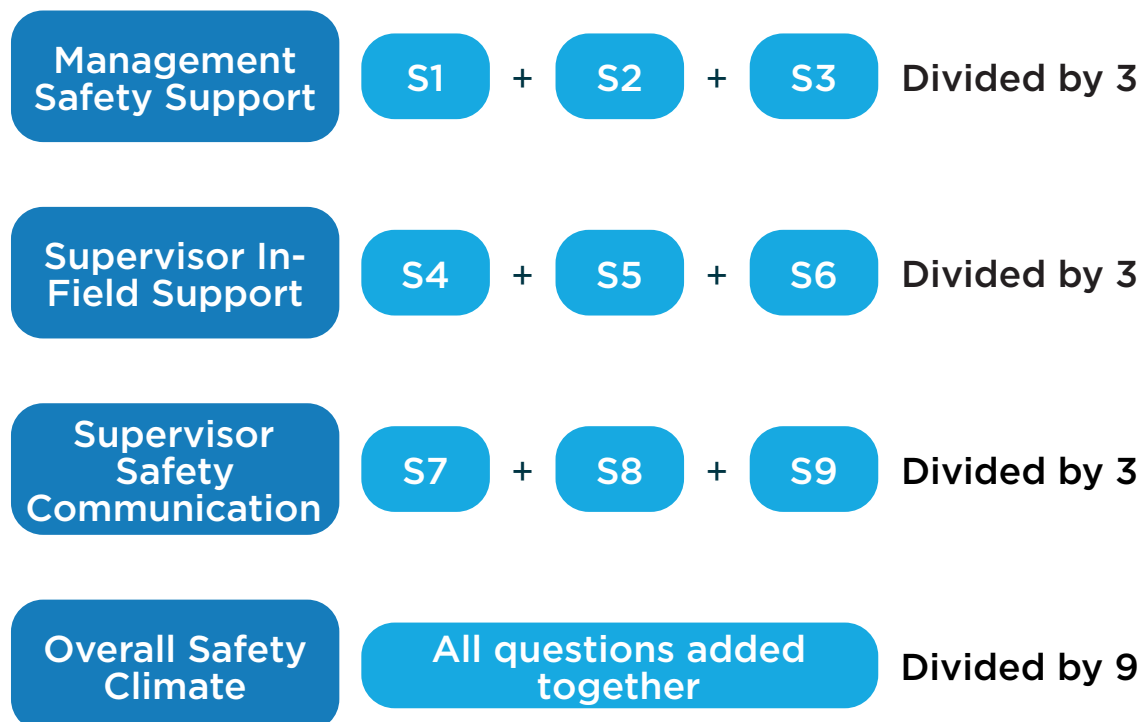 Management
Safety Support
S1 + S2 + S3 Divided by 3
Supervisor In-
Field Support
S4 + S5 + S6 Divided by 3
Supervisor
Safety
Communication
S7 + S8 + S9 Divided by 3
Overall Safety
Climate
All questions added
together
Divided by 9